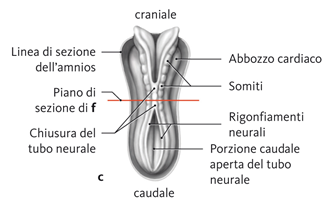 craniale
Linea di sezione
dell'amnios
Piano di
sezione di f
Chiusura del
tubo neurale
Abbozzo cardiaco
Somiti
Rigonfiamenti
neurali
Porzione caudale
aperta del tubo
neurale
c
caudale